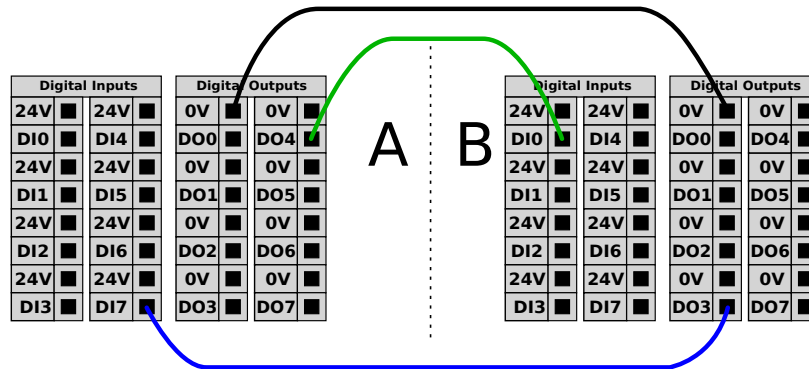 Digital Inputs Digital Outputs Digital Inputs Digital Outputs
24V 24V 0V 0V 24V 24V 0V 0V
DI0 DI4 DO0 DO4 A B DI0 DI4 DO0 DO4
24V 24V 0V 0V 24V 24V 0V 0V
DI1 DI5 DO1 DO5 DI1 DI5 DO1 DO5
24V 24V 0V 0V 24V 24V 0V 0V
DI2 DI6 DO2 DO6 DI2 DI6 DO2 DO6
24V 24V 0V 0V 24V 24V 0V 0V
DI3 DI7 DO3 DO7 DI3 DI7 DO3 DO7